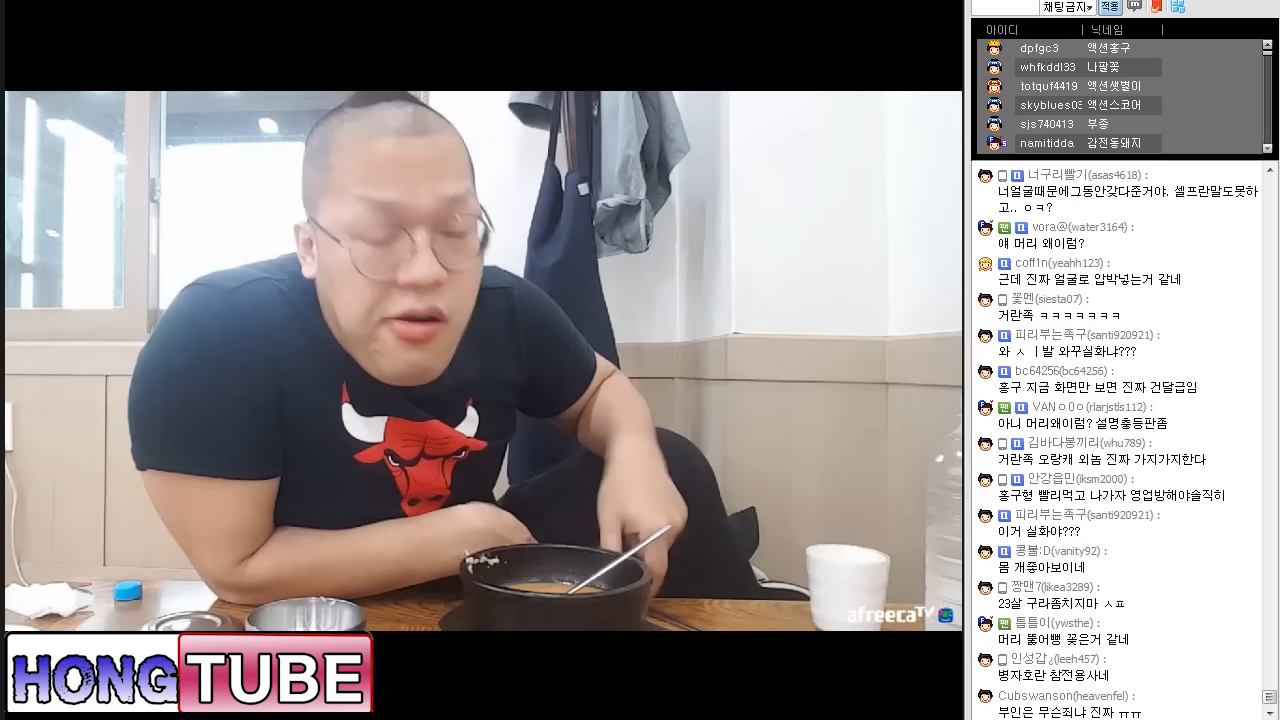 채팅금지
적용
아이디 닉네임
dpfgc3 액션홍구
whfkddl33 나팔꽃
totquf4419 액션샛별이
skyblues03 액션스코어
sjs740413 부종
namitidda 감전동돼지
너구리빨기(asas4618) :
너얼굴때문에그동안갖다준거야. 셀프란말도못하
고.. ㅇㅋ?
팬 vora@(water3164) :
얘 머리 왜이럼?
coff1n(yeahh123) :
근데 진짜 얼굴로 압박넣는거 같네
꽃멘(siesta07) :
거란족 ㅋㅋㅋㅋㅋㅋㅋ
피리부는족구(santi920921) :
와 ㅅㅣ발 와꾸실화냐???
bc64256(bc64256) :
홍구 지금 화면만 보면 진짜 건달급임
팬 VANㅇ0ㅇ(rlarjstls112) :
아니 머리왜이럼? 설명홍등판좀
김바다봉끼리(whu789) :
거란족 오랑캐 외놈 진짜 가지가지한다
안강읍민(iksm2000) :
홍구형 빨리먹고 나가자 영업방해야솔직히
피리부는족구(santi920921) :
이거 실화야???
콩불:D(vanity92) :
몸 개좋아보이네
짱맨7(likea3289) :
23살 구라좀치지마 ㅅㅍ
팬 틈틈이(ywsthe) :
머리 뚫어뻥 꽂은거 같네
인성갑¿(leeh457) :
병자호란 참전용사네
Cubswanson(heavenfel) :
부인은 무슨죄냐 진짜 ㅠㅠ
afreecaTV
HONGTUBE